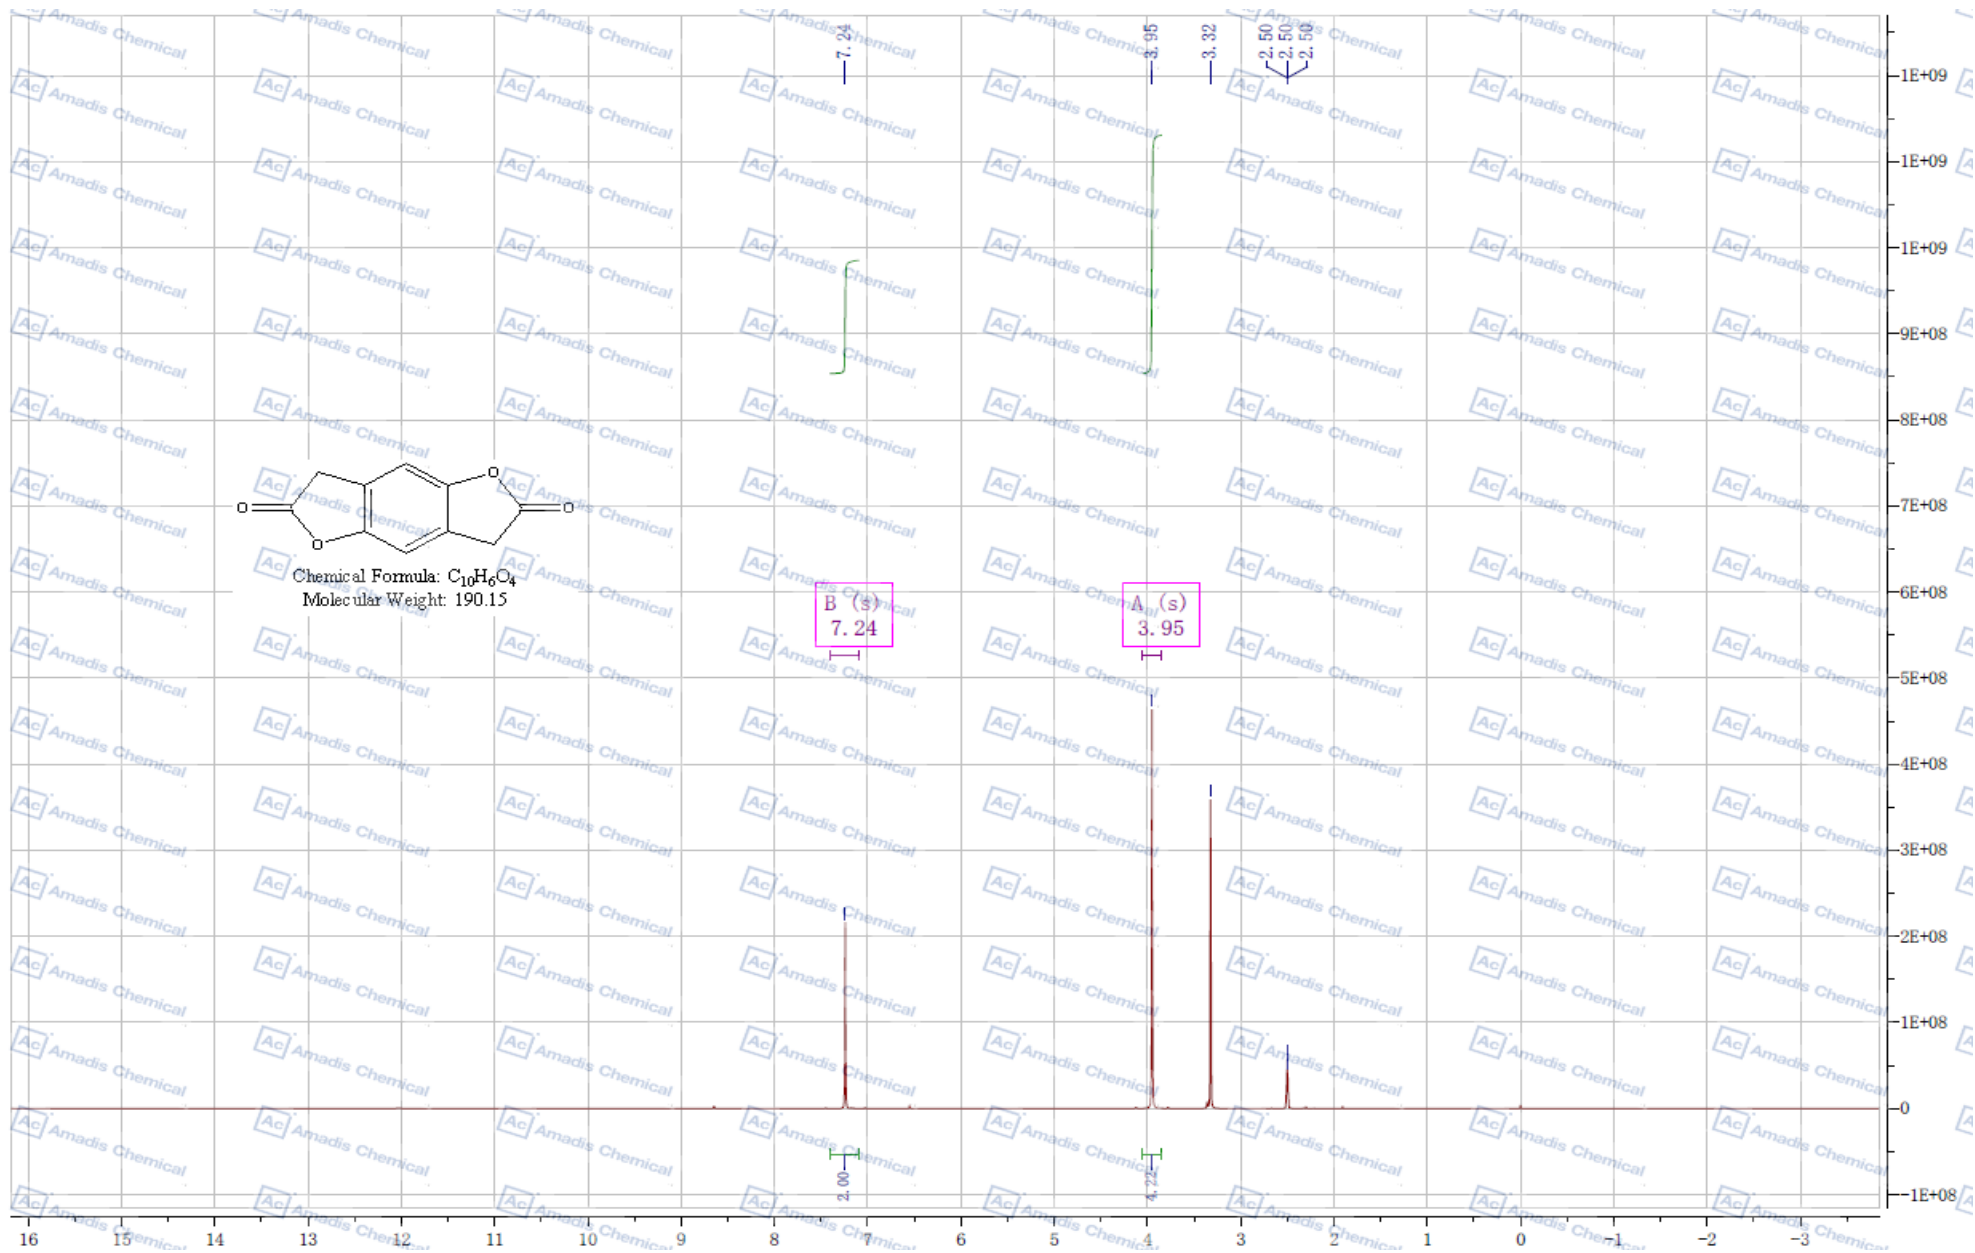 7.24
3.95
3.32
2.50
2.50
2.50
1E+09
1E+09
1E+09
9E+08
8E+08
7E+08
6E+08
5E+08
4E+08
3E+08
2E+08
1E+08
0
-1E+08
O
O
O
O
Chemical Formula: C10H6O4
Molecular Weight: 190.15
B (s)
7.24
A (s)
3.95
2.00
4.22
16 15 14 13 12 11 10 9 8 7 6 5 4 3 2 1 0 -1 -2 -3
Ac Amadis Chemical